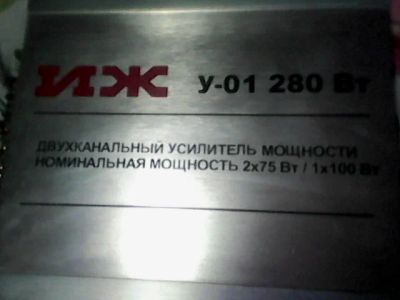 ИЖ У-01 280 Вт
ДВУХКАНАЛЬНЫЙ УСИЛИТЕЛЬ МОЩНОСТИ
НОМИНАЛЬНАЯ МОЩНОСТЬ 2x75 Вт / 1x100 Вт